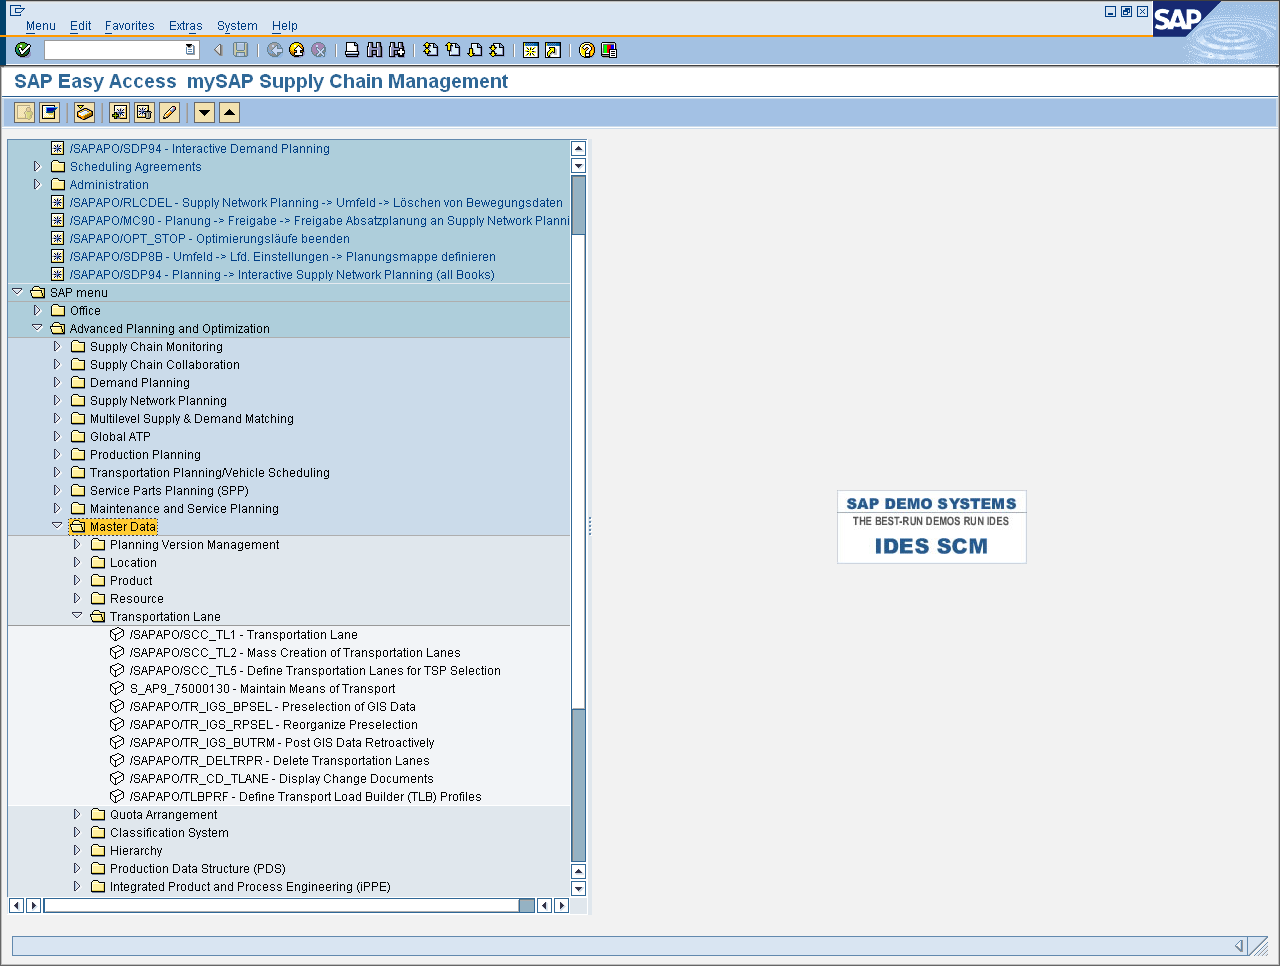 Menu Edit Favorites Extras System Help
SAP
SAP Easy Access mySAP Supply Chain Management
/SAPAPO/SDP94 - Interactive Demand Planning
Scheduling Agreements
Administration
/SAPAPO/RLCDEL - Supply Network Planning -> Umfeld -> Löschen von Bewegungsdaten
/SAPAPO/MC90 - Planung -> Freigabe -> Freigabe Absatzplanung an Supply Network Planni
/SAPAPO/OPT_STOP - Optimierungsläufe beenden
/SAPAPO/SDP8B - Umfeld -> Lfd. Einstellungen -> Planungsmappe definieren
/SAPAPO/SDP94 - Planning -> Interactive Supply Network Planning (all Books)
SAP menu
Office
Advanced Planning and Optimization
Supply Chain Monitoring
Supply Chain Collaboration
Demand Planning
Supply Network Planning
Multilevel Supply & Demand Matching
Global ATP
Production Planning
Transportation Planning/Vehicle Scheduling
Service Parts Planning (SPP)
Maintenance and Service Planning
Master Data
Planning Version Management
Location
Product
Resource
Transportation Lane
/SAPAPO/SCC_TL1 - Transportation Lane
/SAPAPO/SCC_TL2 - Mass Creation of Transportation Lanes
/SAPAPO/SCC_TL5 - Define Transportation Lanes for TSP Selection
S_AP9_75000130 - Maintain Means of Transport
/SAPAPO/TR_IGS_BPSEL - Preselection of GIS Data
/SAPAPO/TR_IGS_RPSEL - Reorganize Preselection
/SAPAPO/TR_IGS_BUTRM - Post GIS Data Retroactively
/SAPAPO/TR_DELTRPR - Delete Transportation Lanes
/SAPAPO/TR_CD_TLANE - Display Change Documents
/SAPAPO/TLBPRF - Define Transport Load Builder (TLB) Profiles
Quota Arrangement
Classification System
Hierarchy
Production Data Structure (PDS)
Integrated Product and Process Engineering (iPPE)
SAP DEMO SYSTEMS
THE BEST-RUN DEMOS RUN IDES
IDES SCM